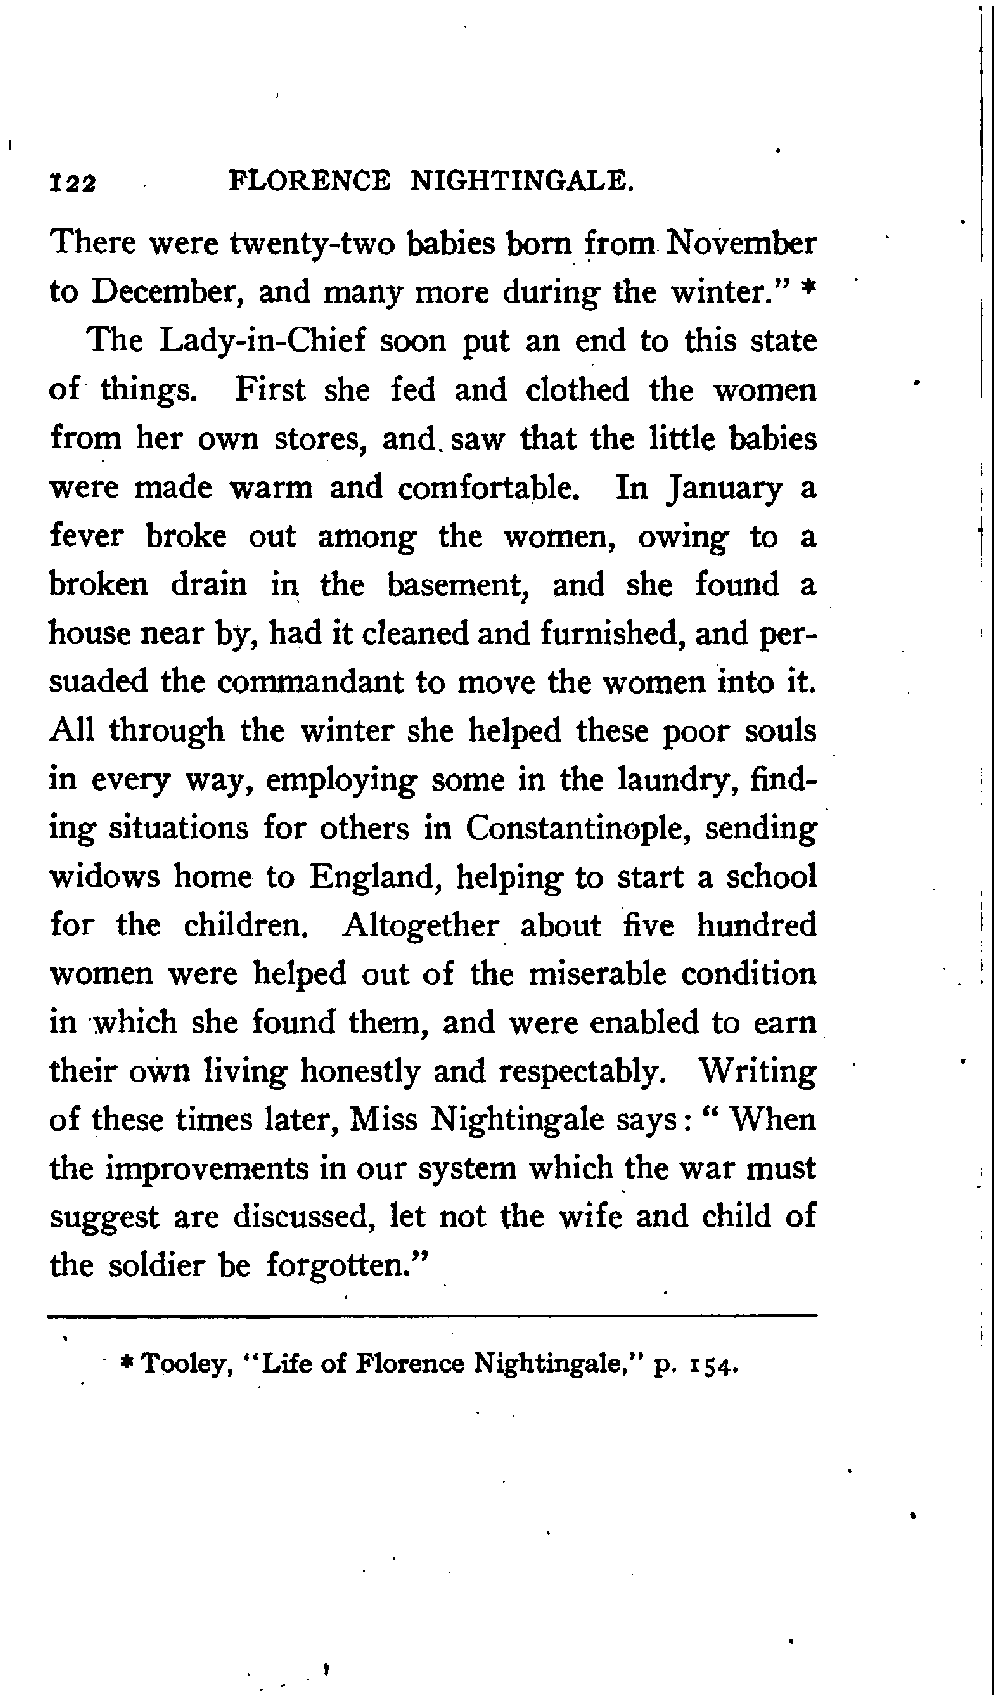 122 FLORENCE NIGHTINGALE.
There were twenty-two babies born from November
to December, and many more during the winter." *
The Lady-in-Chief soon put an end to this state
of things. First she fed and clothed the women
from her own stores, and saw that the little babies
were made warm and comfortable. In January a
fever broke out among the women, owing to a
broken drain in the basement, and she found a
house near by, had it cleaned and furnished, and per-
suaded the commandant to move the women into it.
All through the winter she helped these poor souls
in every way, employing some in the laundry, find-
ing situations for others in Constantinople, sending
widows home to England, helping to start a school
for the children. Altogether about five hundred
women were helped out of the miserable condition
in which she found them, and were enabled to earn
their own living honestly and respectably. Writing
of these times later, Miss Nightingale says: "When
the improvements in our system which the war must
suggest are discussed, let not the wife and child of
the soldier be forgotten."
* Tooley, "Life of Florence Nightingale," p. 154.